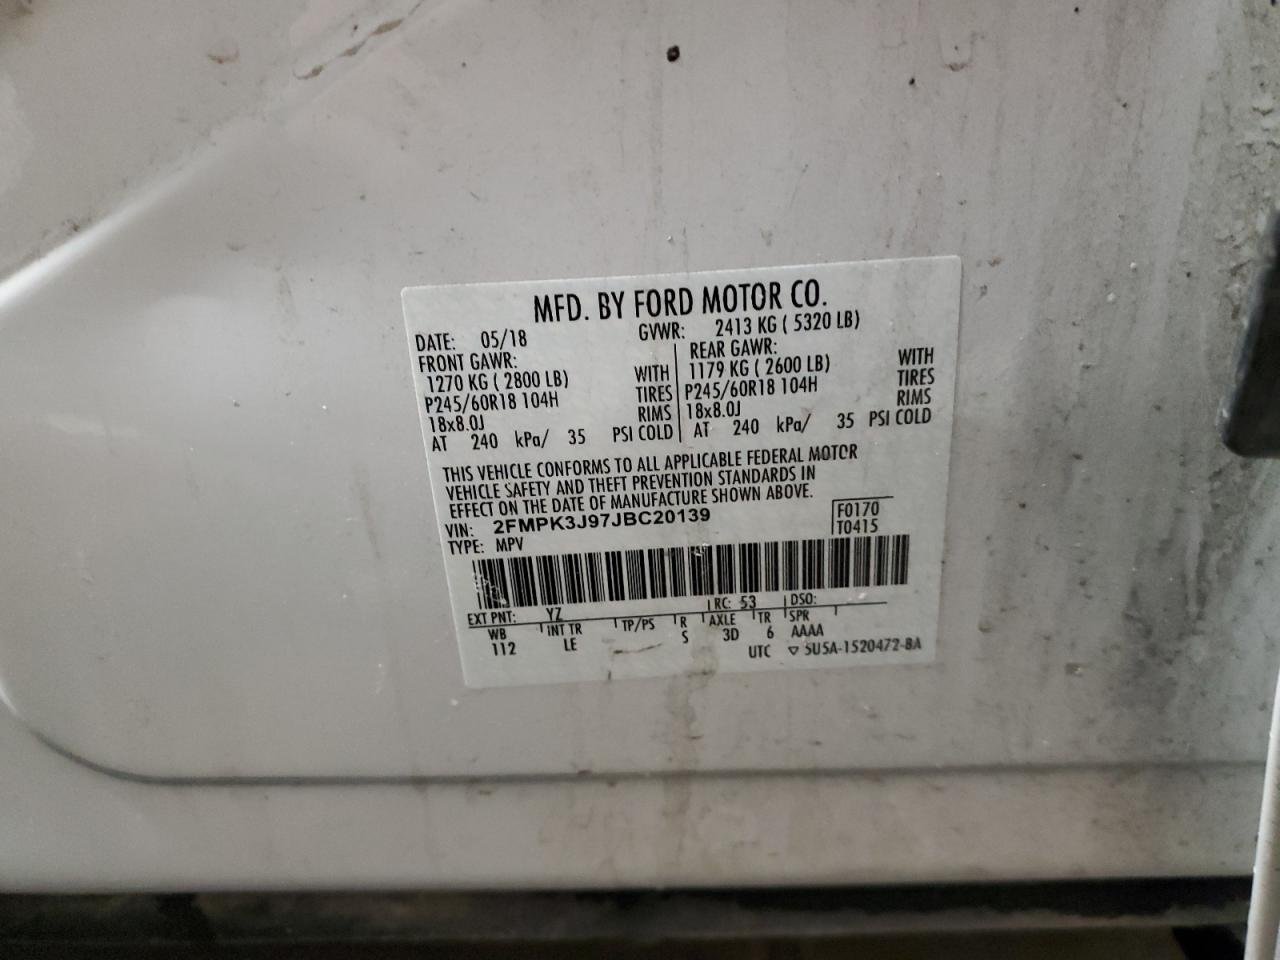 MFD. BY FORD MOTOR CO.
DATE: 05/18 GVWR: 2413 KG ( 5320 LB)
FRONT GAWR: REAR GAWR:
1270 KG ( 2800 LB) WITH 1179 KG ( 2600 LB) WITH
P245/60R18 104H TIRES P245/60R18 104H TIRES
18x8.0J RIMS 18x8.0J RIMS
AT 240 kPa/ 35 PSI COLD AT 240 kPa/ 35 PSI COLD
THIS VEHICLE CONFORMS TO ALL APPLICABLE FEDERAL MOTOR
VEHICLE SAFETY AND THEFT PREVENTION STANDARDS IN
EFFECT ON THE DATE OF MANUFACTURE SHOWN ABOVE.
VIN: 2FMPK3J97JBC20139 F0170
TYPE: MPV T0415
EXT PNT: YZ RC: 53 DSO:
WB INT TR TP/PS R AXLE TR SPR
112 LE S 3D 6 AAAA
UTC ▽ 5U5A-1520472-BA